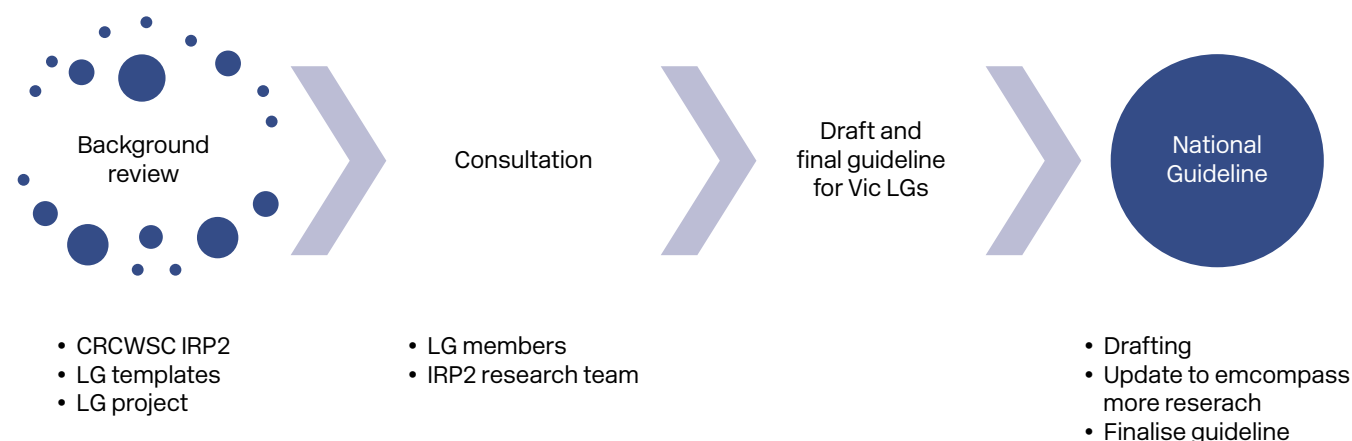 Background
review
Consultation
Draft and
final guideline
for Vic LGs
National
Guideline
• CRCWSC IRP2
• LG templates
• LG project
• LG members
• IRP2 research team
• Drafting
• Update to emcompass
more reserach
• Finalise guideline